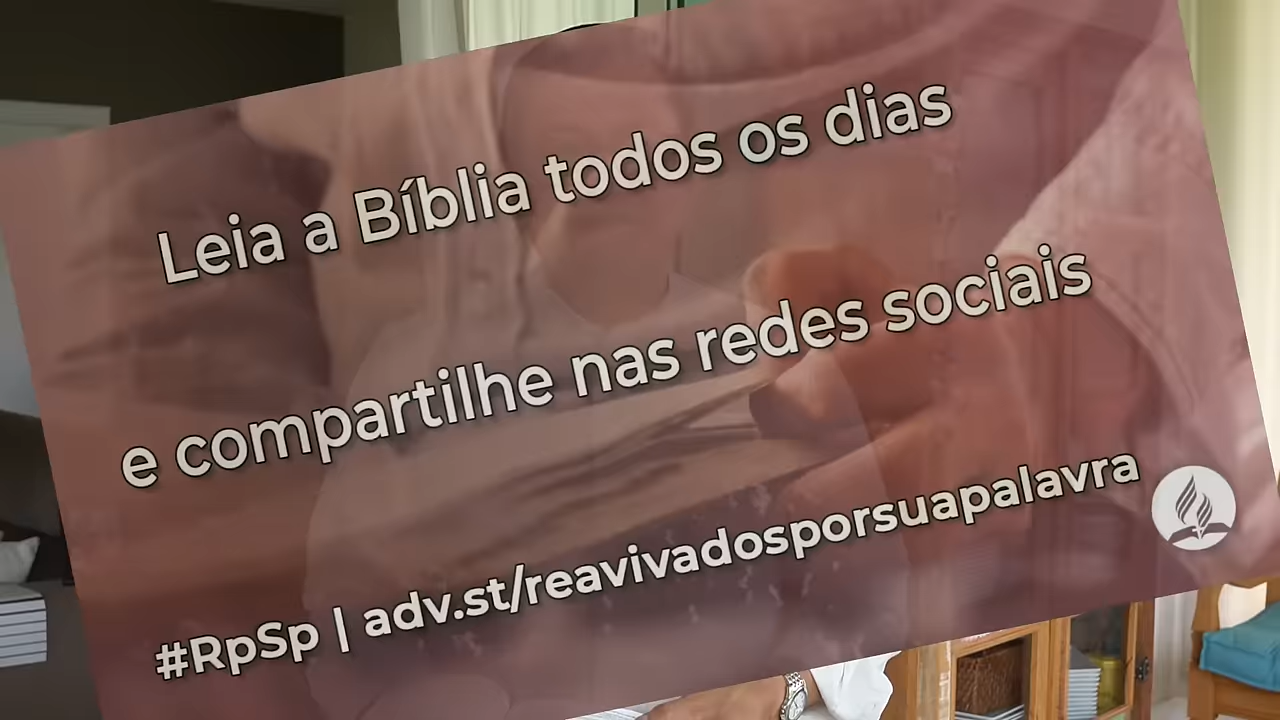 Leia a Bíblia todos os dias
e compartilhe nas redes sociais
#RpSp | adv.st/reavivadosporsuapalavra